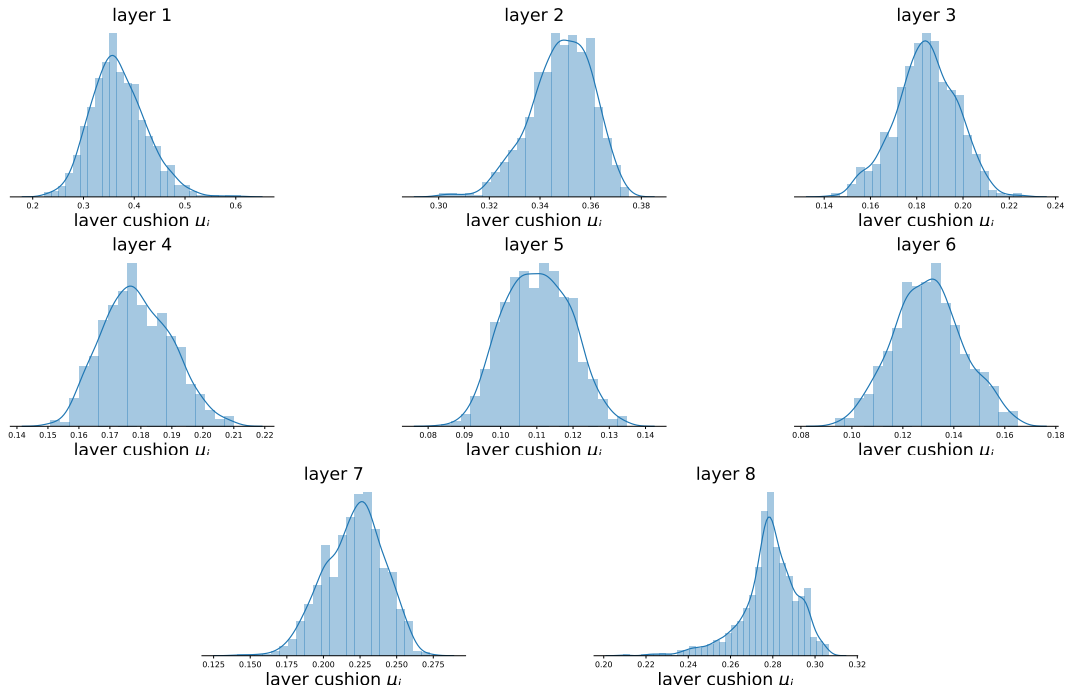 layer 1
layer 2
layer 3
0.2 0.3 0.4 0.5 0.6
0.30 0.32 0.34 0.36 0.38
0.14 0.16 0.18 0.20 0.22 0.24
layer cushion μᵢ
layer cushion μᵢ
layer cushion μᵢ
layer 4
layer 5
layer 6
0.14 0.15 0.16 0.17 0.18 0.19 0.20 0.21 0.22
0.08 0.09 0.10 0.11 0.12 0.13 0.14
0.08 0.10 0.12 0.14 0.16 0.18
layer cushion μᵢ
layer cushion μᵢ
layer cushion μᵢ
layer 7
layer 8
0.125 0.150 0.175 0.200 0.225 0.250 0.275
0.20 0.22 0.24 0.26 0.28 0.30 0.32
layer cushion μᵢ
layer cushion μᵢ